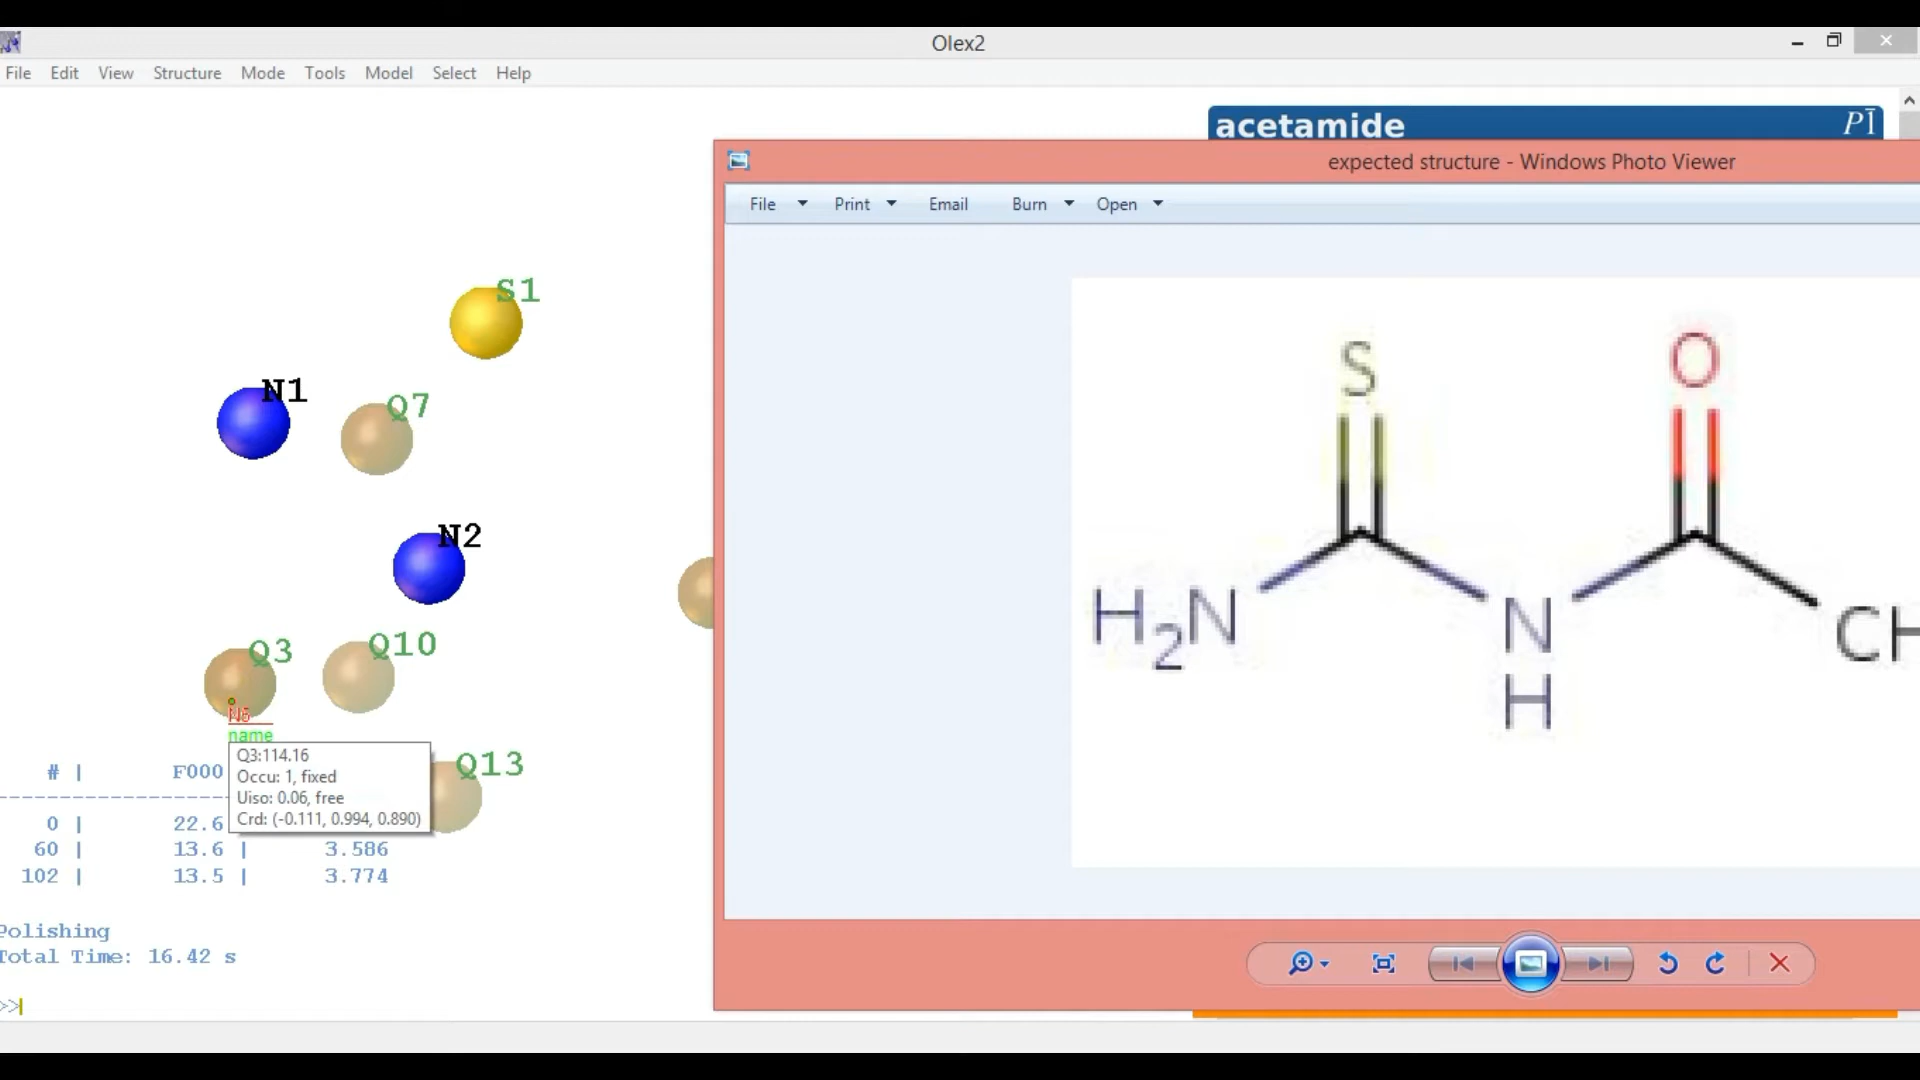 Olex2
File Edit View Structure Mode Tools Model Select Help
acetamide P1̄
expected structure - Windows Photo Viewer
File Print Email Burn Open
S1
N1
Q7
N2
Q3
Q10
Q13
name
Q3:114.16
Occu: 1, fixed
Uiso: 0.06, free
Crd: (-0.111, 0.994, 0.890)
# | F000
0 | 22.6
60 | 13.6 | 3.586
102 | 13.5 | 3.774
Polishing
Total Time: 16.42 s
>>
S O
H2N N CH
H